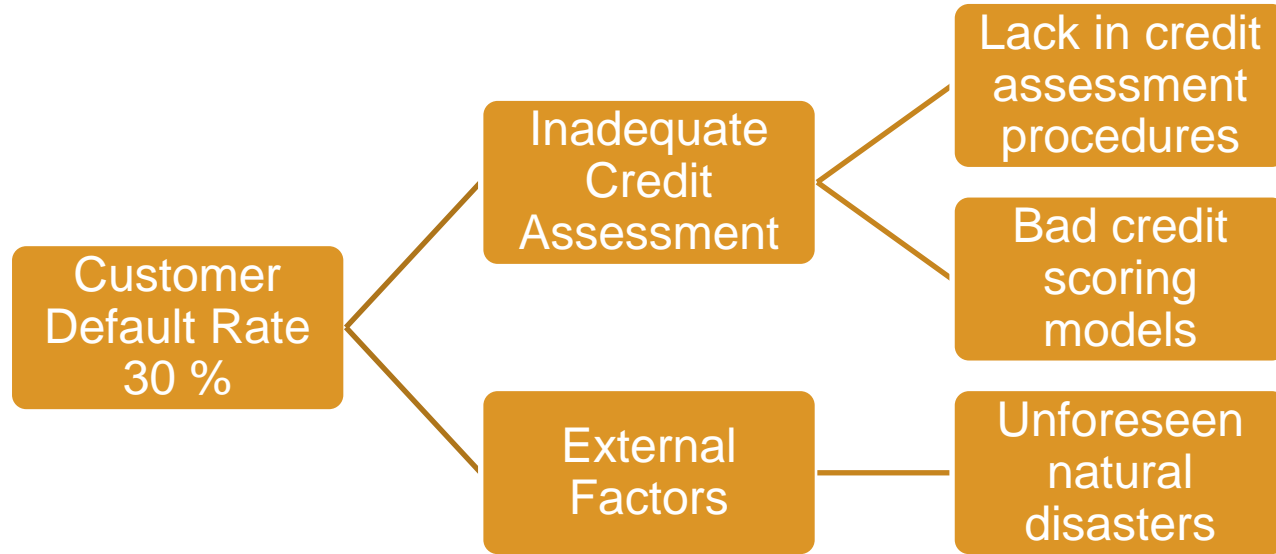 Customer
Default Rate
30 %
Inadequate
Credit
Assessment
Lack in credit
assessment
procedures
Bad credit
scoring
models
External
Factors
Unforeseen
natural
disasters